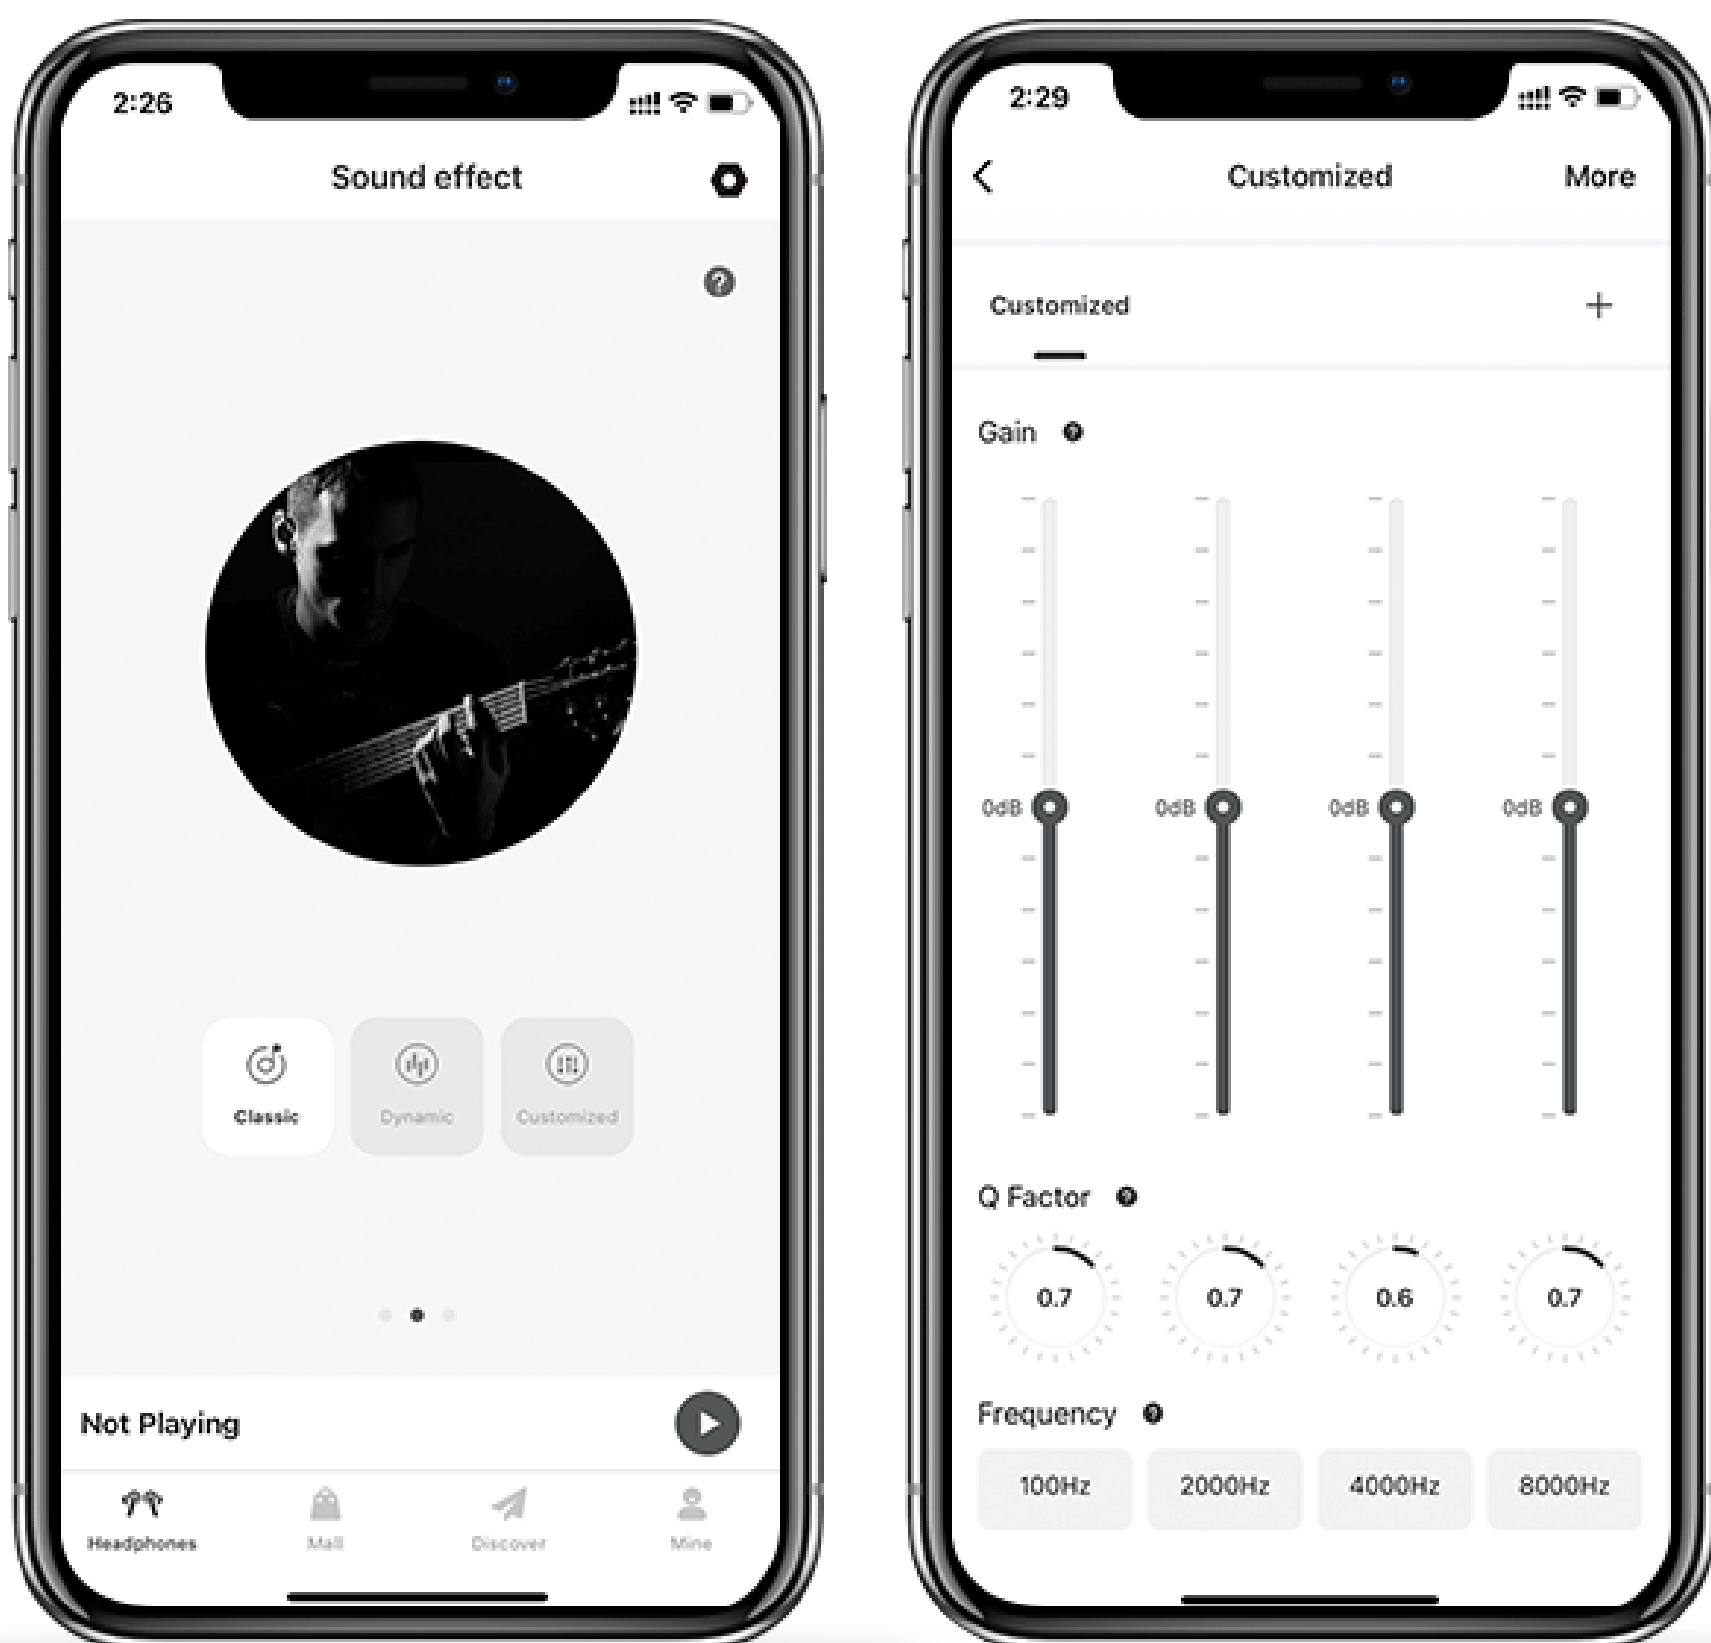 2:26
Sound effect
Classic
Dynamic
Customized
Not Playing
Headphones
Mall
Discover
Mine
2:29
Customized
More
Customized
Gain
0dB 0dB 0dB 0dB
Q Factor
0.7 0.7 0.6 0.7
Frequency
100Hz 2000Hz 4000Hz 8000Hz